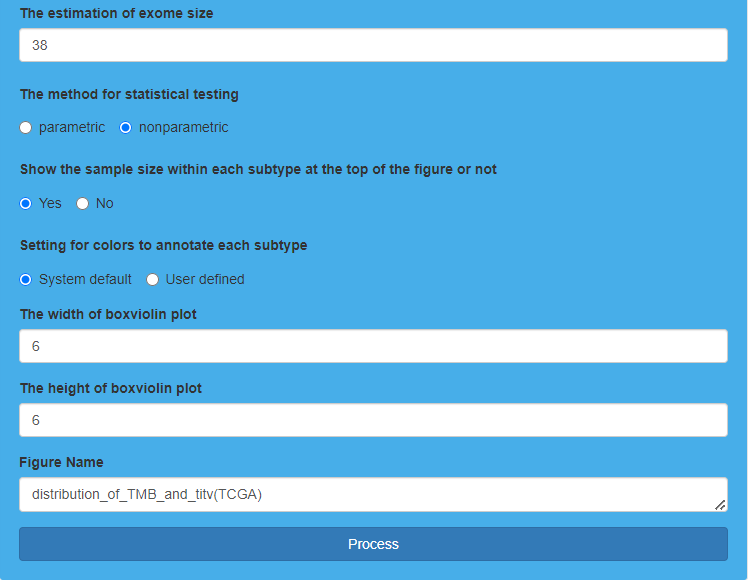 The estimation of exome size
38
The method for statistical testing
parametric nonparametric
Show the sample size within each subtype at the top of the figure or not
Yes No
Setting for colors to annotate each subtype
System default User defined
The width of boxviolin plot
6
The height of boxviolin plot
6
Figure Name
distribution_of_TMB_and_titv(TCGA)
Process